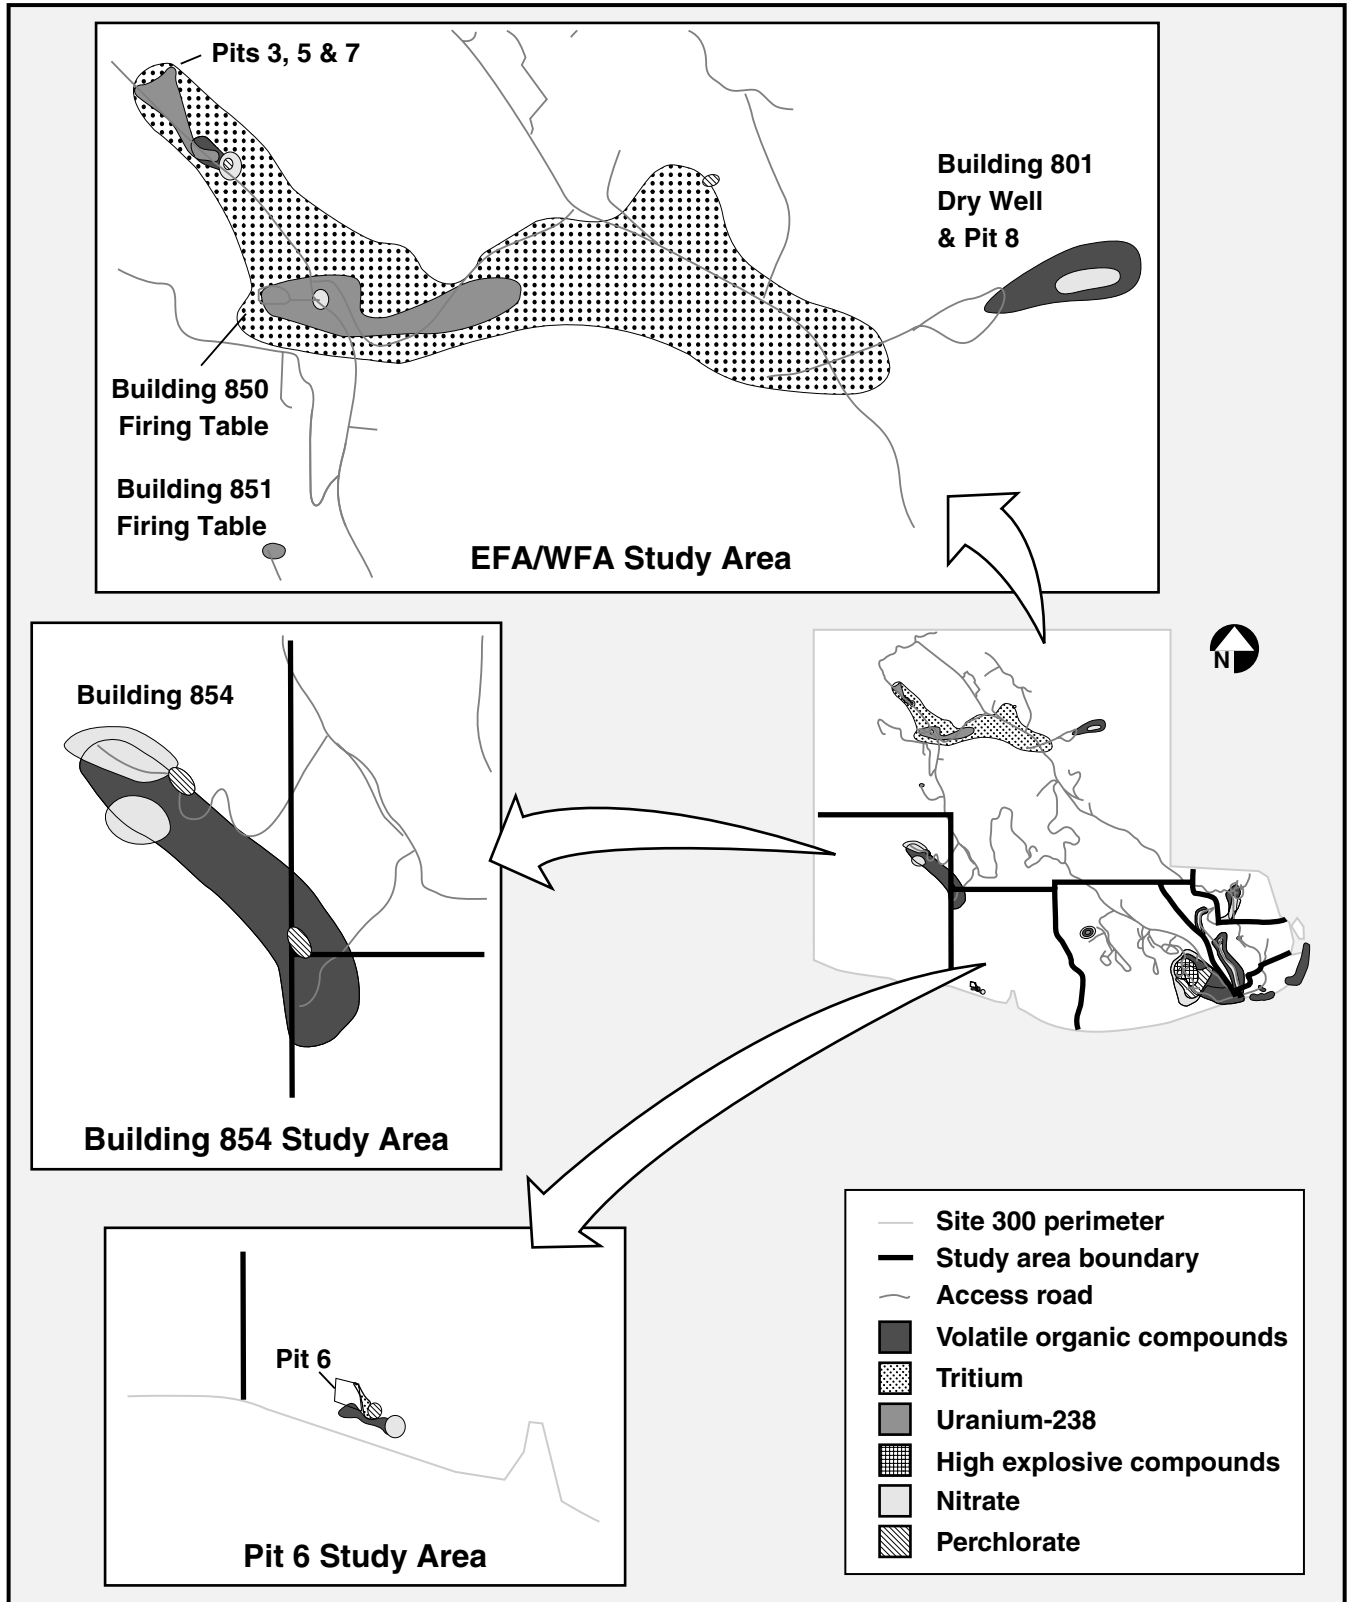 Pits 3, 5 & 7
Building 801
Dry Well
& Pit 8
Building 850
Firing Table
Building 851
Firing Table
EFA/WFA Study Area
N
Building 854
Building 854 Study Area
Pit 6
Pit 6 Study Area
Site 300 perimeter
Study area boundary
Access road
Volatile organic compounds
Tritium
Uranium-238
High explosive compounds
Nitrate
Perchlorate